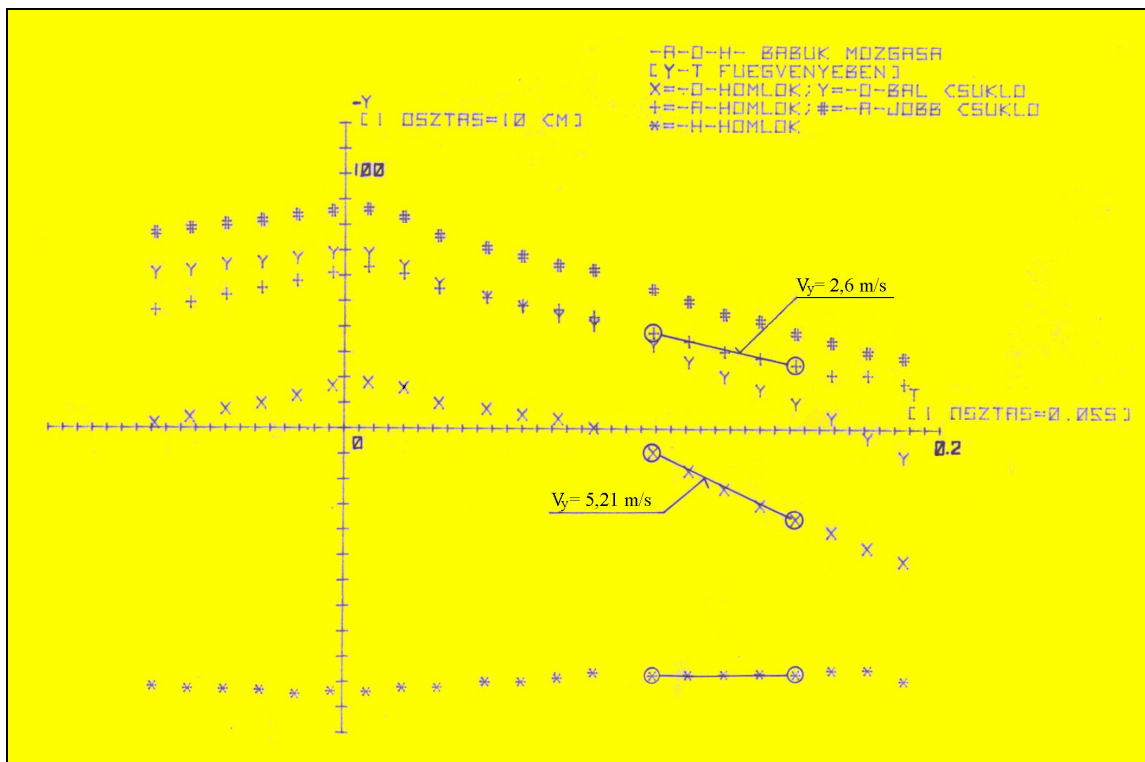 -A-O-H- BABUK MOZGASA
[Y-T FUEGVENYEBEN]
X=-O-HOMLOK;Y=-O-BAL CSUKLO
+=-A-HOMLOK;#=-A-JOBB CSUKLO
*=-H-HOMLOK
-Y
[1 OSZTAS=10 CM]
100
Vy= 2,6 m/s
T
[1 OSZTAS=0.05S]
0
0.2
Vy= 5,21 m/s